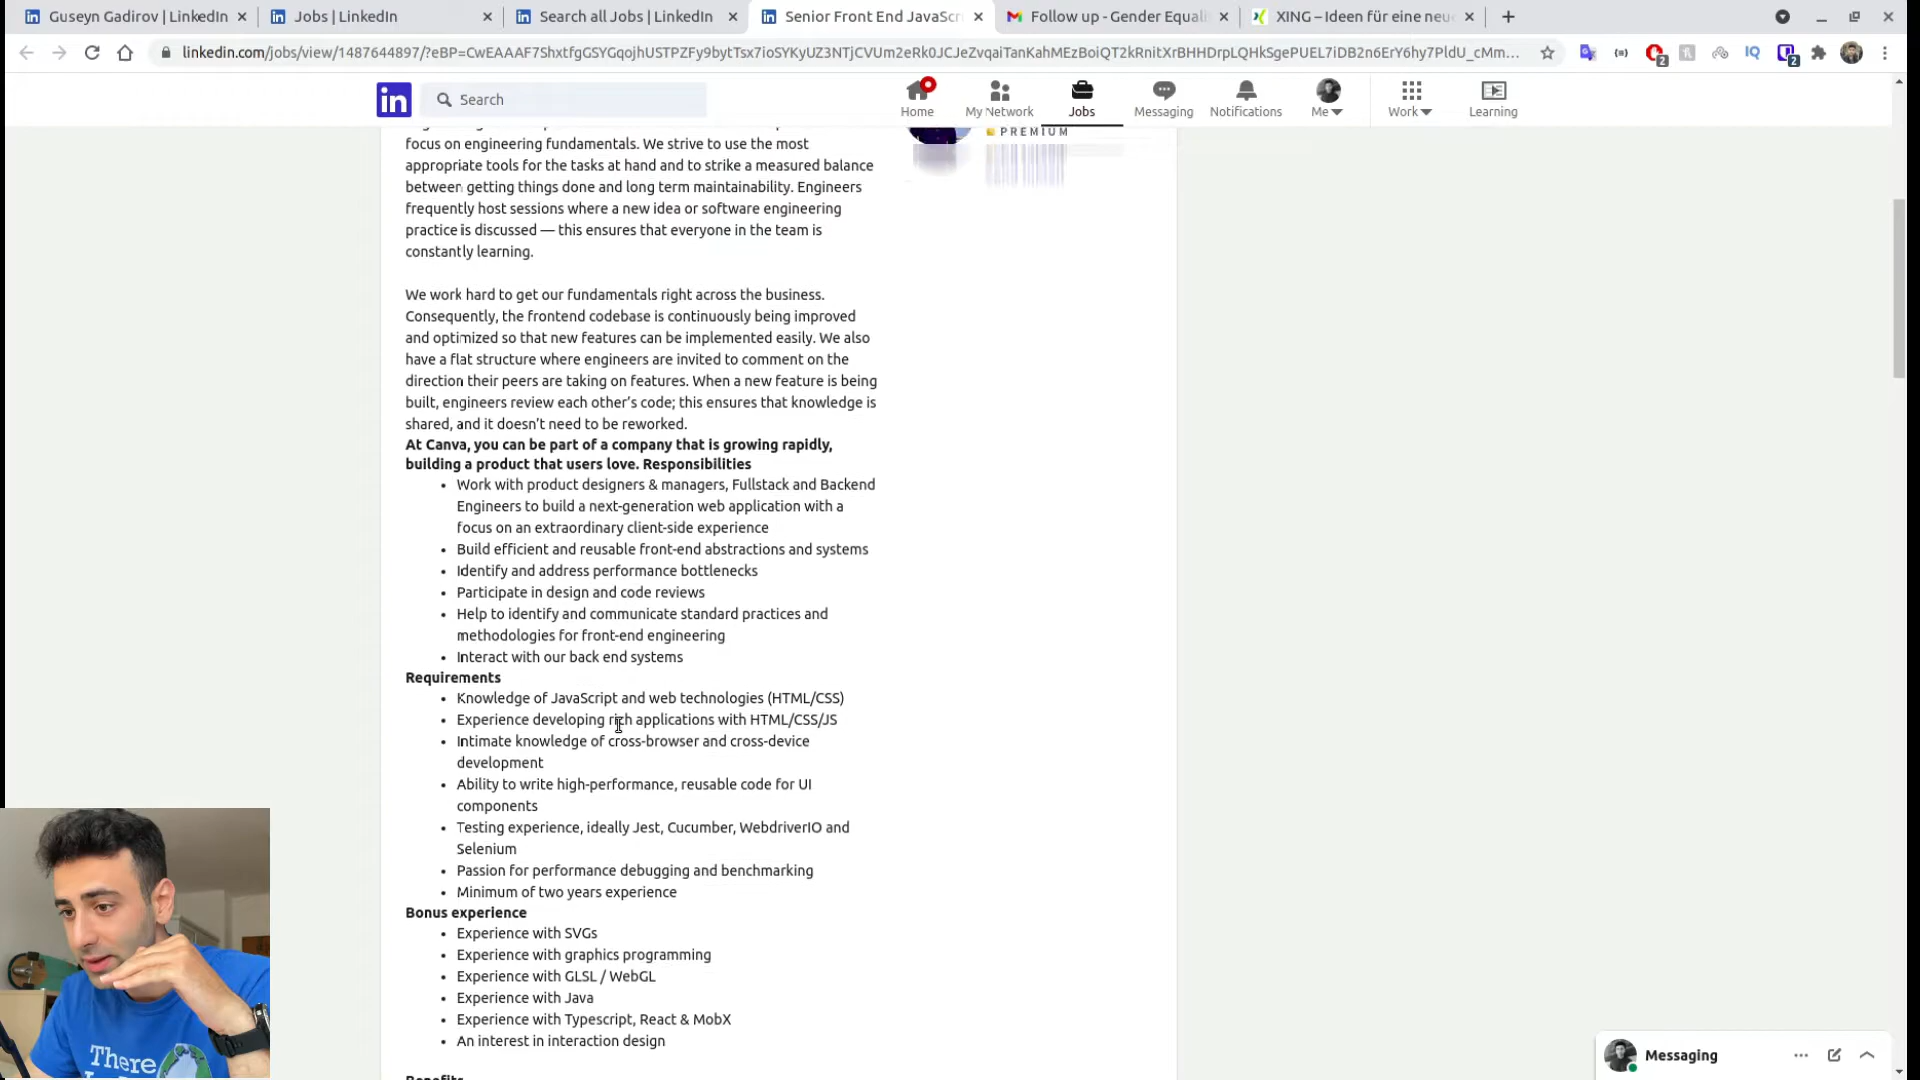 Guseyn Gadirov | LinkedIn
Jobs | LinkedIn
Search all Jobs | LinkedIn
Senior Front End JavaScr
Follow up - Gender Equali
XING – Ideen für eine neu
linkedin.com/jobs/view/1487644897/?eBP=CwEAAAF7ShxtfgGSYGqojhUSTPZFy9bytTsx7ioSYKyUZ3NTjCVUm2eRk0JCJeZvqaiTanKahMEzBoiQT2kRnitXrBHHDrpLQHkSgePUEL7iDB2n6ErY6hy7PldU_cMm...
2
IQ
2
in
Search
Home
My Network
Jobs
Messaging
Notifications
Me
Work
Learning
PREMIUM
focus on engineering fundamentals. We strive to use the most
appropriate tools for the tasks at hand and to strike a measured balance
between getting things done and long term maintainability. Engineers
frequently host sessions where a new idea or software engineering
practice is discussed — this ensures that everyone in the team is
constantly learning.
We work hard to get our fundamentals right across the business.
Consequently, the frontend codebase is continuously being improved
and optimized so that new features can be implemented easily. We also
have a flat structure where engineers are invited to comment on the
direction their peers are taking on features. When a new feature is being
built, engineers review each other’s code; this ensures that knowledge is
shared, and it doesn’t need to be reworked.
At Canva, you can be part of a company that is growing rapidly,
building a product that users love. Responsibilities
• Work with product designers & managers, Fullstack and Backend
Engineers to build a next-generation web application with a
focus on an extraordinary client-side experience
• Build efficient and reusable front-end abstractions and systems
• Identify and address performance bottlenecks
• Participate in design and code reviews
• Help to identify and communicate standard practices and
methodologies for front-end engineering
• Interact with our back end systems
Requirements
• Knowledge of JavaScript and web technologies (HTML/CSS)
• Experience developing rich applications with HTML/CSS/JS
• Intimate knowledge of cross-browser and cross-device
development
• Ability to write high-performance, reusable code for UI
components
• Testing experience, ideally Jest, Cucumber, WebdriverIO and
Selenium
• Passion for performance debugging and benchmarking
• Minimum of two years experience
Bonus experience
• Experience with SVGs
• Experience with graphics programming
• Experience with GLSL / WebGL
• Experience with Java
• Experience with Typescript, React & MobX
• An interest in interaction design
Benefits
There
Messaging